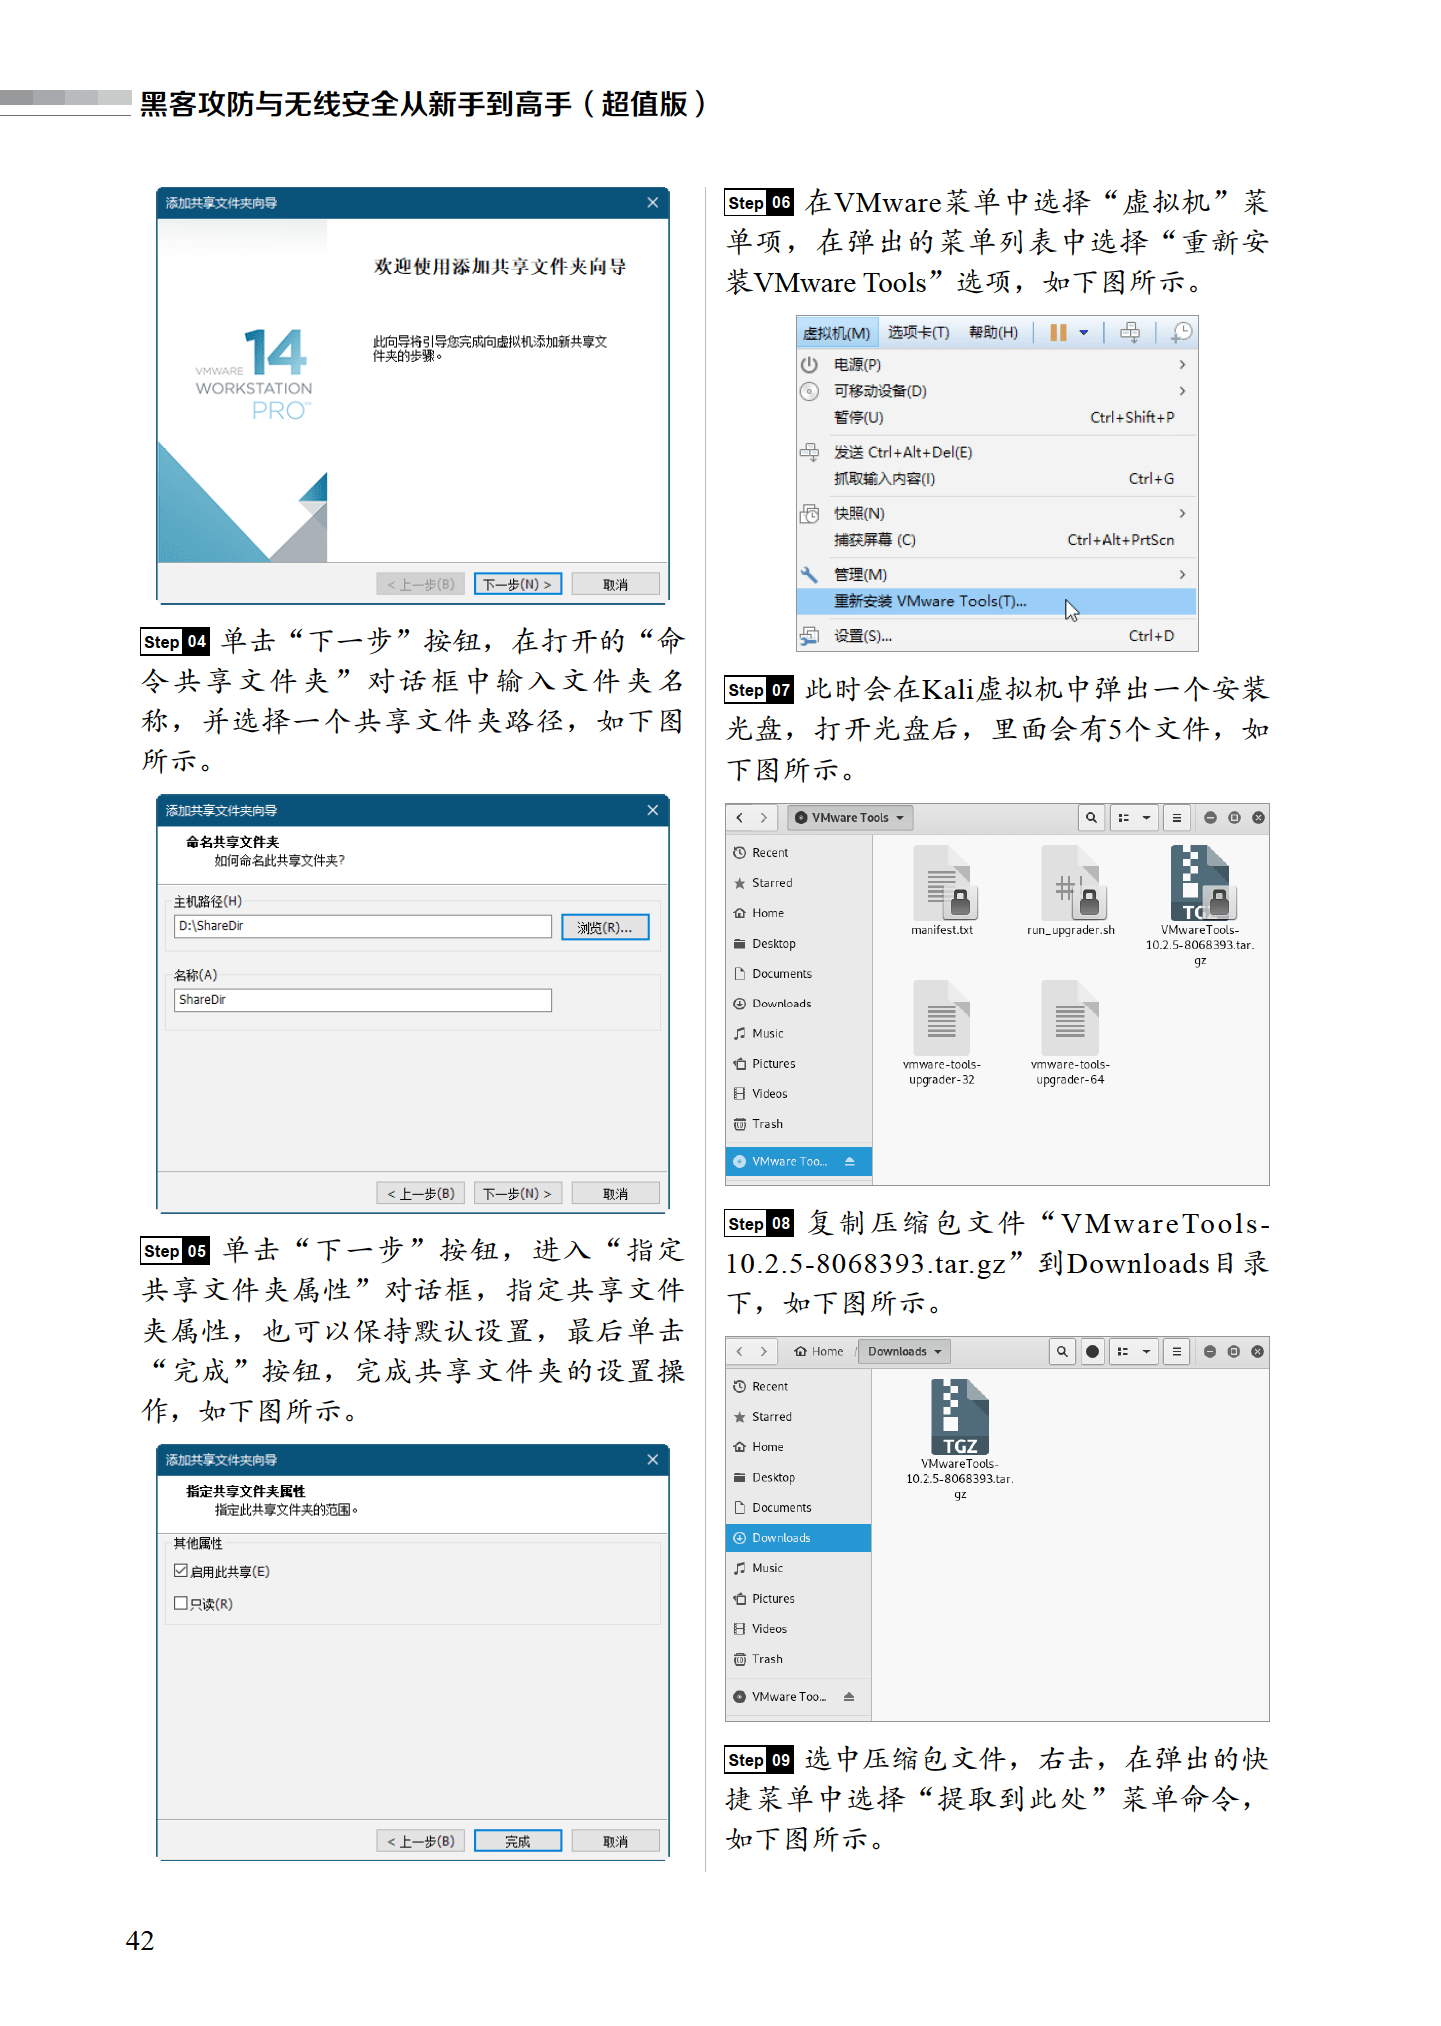 黑客攻防与无线安全从新手到高手（超值版）
添加共享文件夹向导
欢迎使用添加共享文件夹向导
此向导将引导您完成向虚拟机添加新共享文
件夹的步骤。
14
VMWARE
WORKSTATION
PRO™
< 上一步(B)
下一步(N) >
取消
Step 04 单击“下一步”按钮，在打开的“命
令共享文件夹”对话框中输入文件夹名
称，并选择一个共享文件夹路径，如下图
所示。
添加共享文件夹向导
命名共享文件夹
如何命名此共享文件夹?
主机路径(H)
D:\ShareDir
浏览(R)...
名称(A)
ShareDir
< 上一步(B)
下一步(N) >
取消
Step 05 单击“下一步”按钮，进入“指定
共享文件夹属性”对话框，指定共享文件
夹属性，也可以保持默认设置，最后单击
“完成”按钮，完成共享文件夹的设置操
作，如下图所示。
添加共享文件夹向导
指定共享文件夹属性
指定此共享文件夹的范围。
其他属性
启用此共享(E)
只读(R)
< 上一步(B)
完成
取消
Step 06 在VMware菜单中选择“虚拟机”菜
单项，在弹出的菜单列表中选择“重新安
装VMware Tools”选项，如下图所示。
虚拟机(M) 选项卡(T) 帮助(H)
电源(P)
可移动设备(D)
暂停(U) Ctrl+Shift+P
发送 Ctrl+Alt+Del(E)
抓取输入内容(I) Ctrl+G
快照(N)
捕获屏幕 (C) Ctrl+Alt+PrtScn
管理(M)
重新安装 VMware Tools(T)...
设置(S)... Ctrl+D
Step 07 此时会在Kali虚拟机中弹出一个安装
光盘，打开光盘后，里面会有5个文件，如
下图所示。
VMware Tools
Recent
Starred
Home
Desktop
Documents
Downloads
Music
Pictures
Videos
Trash
VMware Too...
manifest.txt
run_upgrader.sh
TGZ
VMwareTools-
10.2.5-8068393.tar.
gz
vmware-tools-
upgrader-32
vmware-tools-
upgrader-64
Step 08 复制压缩包文件“VMwareTools-
10.2.5-8068393.tar.gz”到Downloads目录
下，如下图所示。
Home / Downloads
Recent
Starred
Home
Desktop
Documents
Downloads
Music
Pictures
Videos
Trash
VMware Too...
TGZ
VMwareTools-
10.2.5-8068393.tar.
gz
Step 09 选中压缩包文件，右击，在弹出的快
捷菜单中选择“提取到此处”菜单命令，
如下图所示。
42